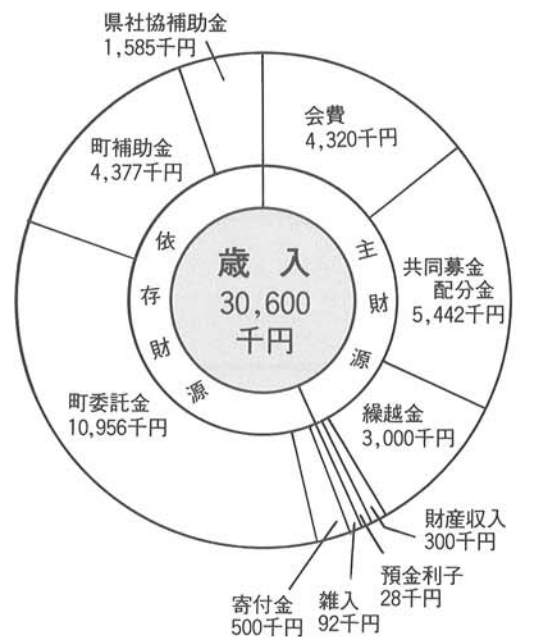 県社協補助金
1,585千円
会費
4,320千円
町補助金
4,377千円
依存財源
歳入
30,600
千円
主財源
共同募金
配分金
5,442千円
町委託金
10,956千円
繰越金
3,000千円
財産収入
300千円
預金利子
28千円
雑入
92千円
寄付金
500千円